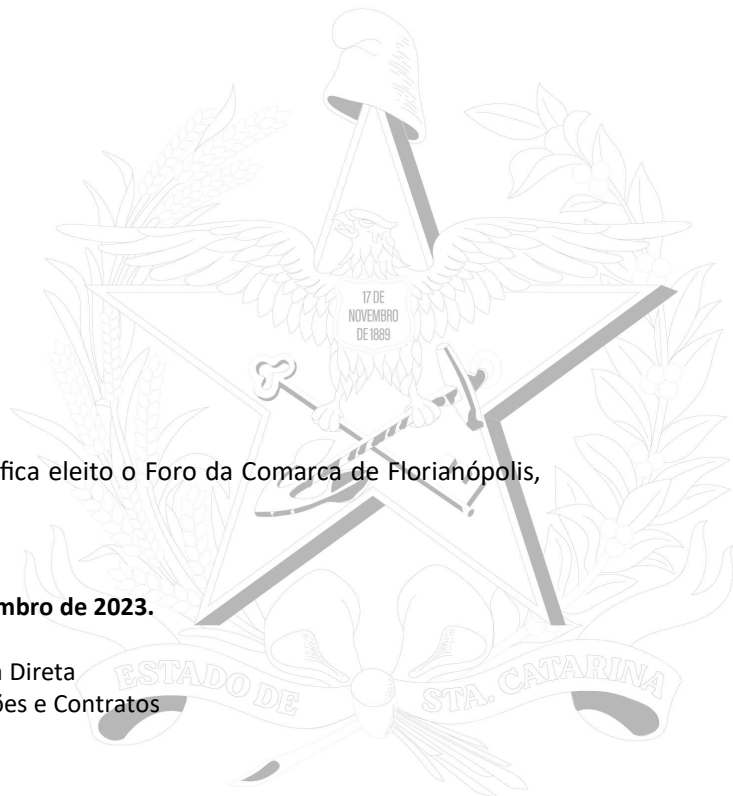 17 DE
NOVEMBRO
DE 1889
fica eleito o Foro da Comarca de Florianópolis,
mbro de 2023.
Direta
ões e Contratos
ESTADO DE STA. CATARINA